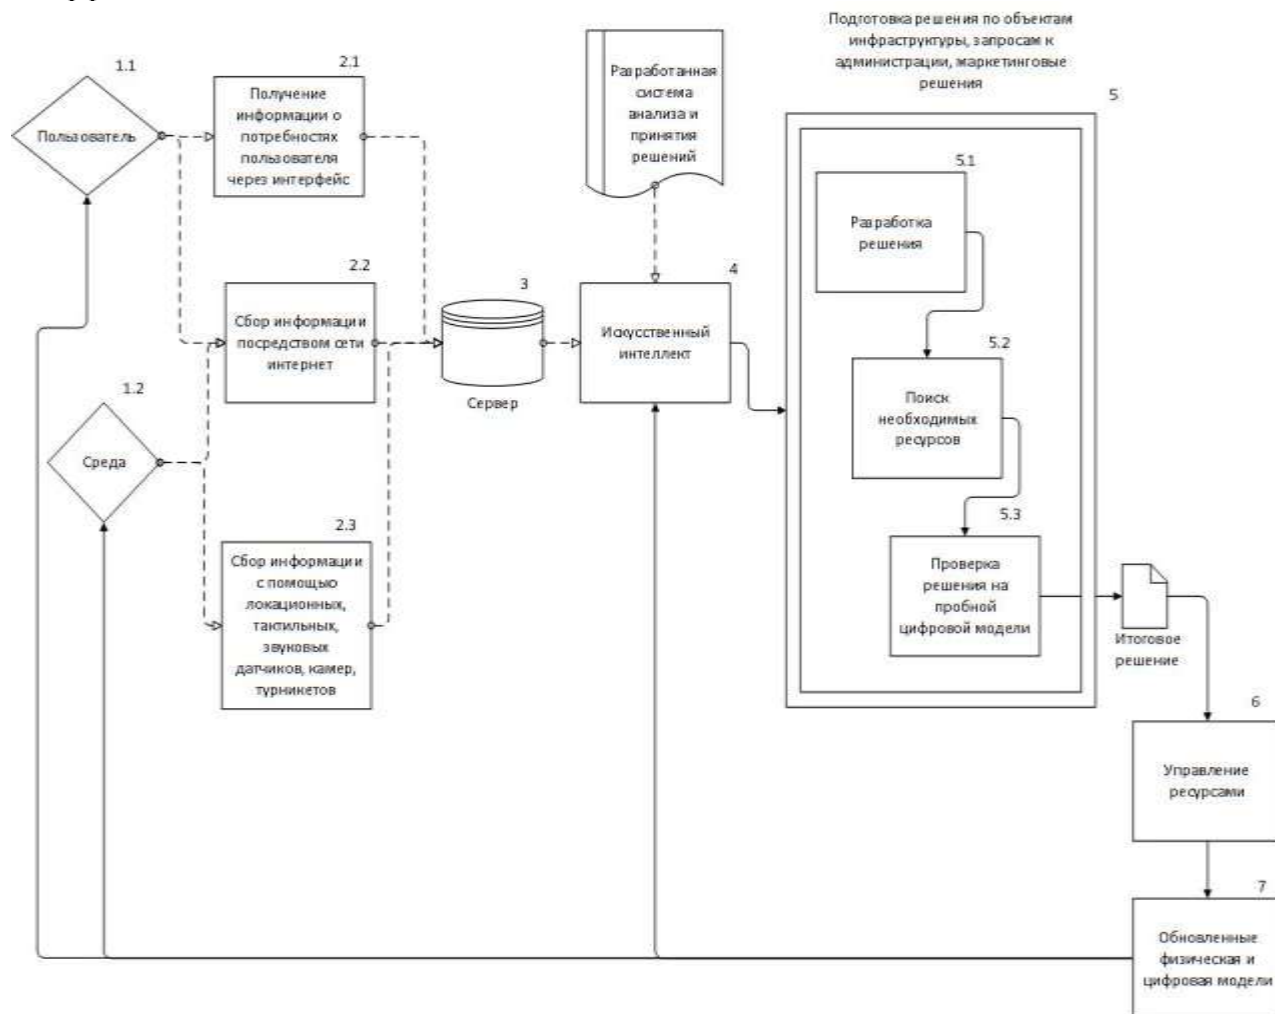 Подготовка решения по объектам
инфраструктуры, запросам к
администрации, маркетинговые
решения
5
1.1
Пользователь
2.1
Получение
информации о
потребностях
пользователя
через интерфейс
Разработанная
система
анализа и
принятия
решений
5.1
Разработка
решения
2.2
Сбор информации
посредством сети
интернет
3
Сервер
4
Искусственный
интеллект
5.2
Поиск
необходимых
ресурсов
1.2
Среда
2.3
Сбор информации
с помощью
локационных,
тактильных,
звуковых
датчиков, камер,
турникетов
5.3
Проверка
решения на
пробной
цифровой модели
Итоговое
решение
6
Управление
ресурсами
7
Обновленные
физическая и
цифровая модели